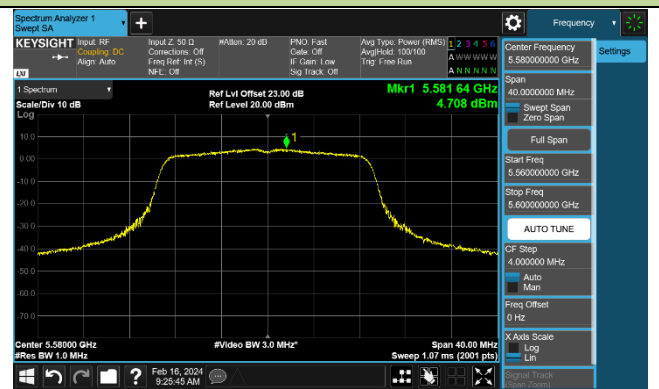 Spectrum Analyzer 1
Swept SA
Frequency
KEYSIGHT
Input: RF
Coupling: DC
Align: Auto
Input Z: 50 Ω
Corrections: Off
Freq Ref: Int (S)
NFE: Off
#Atten: 20 dB
PNO: Fast
Gate: Off
IF Gain: Low
Sig Track: Off
Avg Type: Power (RMS)
Avg|Hold: 100/100
Trig: Free Run
1 2 3 4 5 6
A W W W W W
A N N N N N
LXI
1 Spectrum
Scale/Div 10 dB
Log
Ref Lvl Offset 23.00 dB
Ref Level 20.00 dBm
Mkr1 5.581 64 GHz
4.708 dBm
1
10.0
0.00
-10.0
-20.0
-30.0
-40.0
-50.0
-60.0
-70.0
Center 5.58000 GHz
#Res BW 1.0 MHz
#Video BW 3.0 MHz*
Span 40.00 MHz
Sweep 1.07 ms (2001 pts)
Feb 16, 2024
9:25:45 AM
Center Frequency
5.580000000 GHz
Settings
Span
40.0000000 MHz
Swept Span
Zero Span
Full Span
Start Freq
5.560000000 GHz
Stop Freq
5.600000000 GHz
AUTO TUNE
CF Step
4.000000 MHz
Auto
Man
Freq Offset
0 Hz
X Axis Scale
Log
Lin
Signal Track
(Span Zoom)